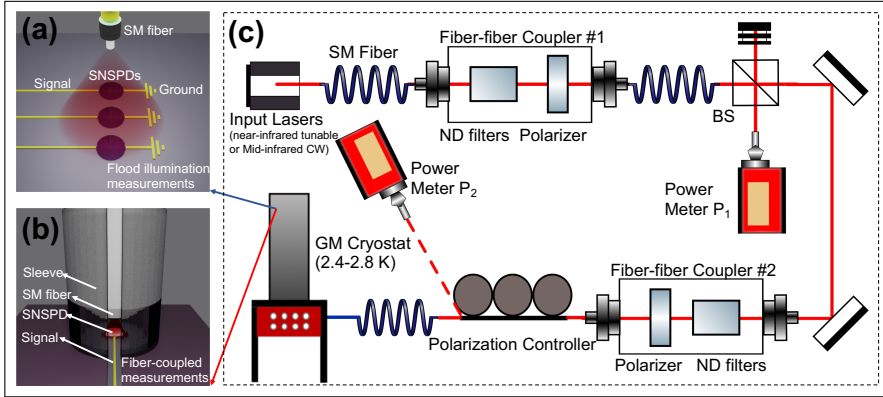 (a)
SM fiber
SNSPDs
Signal
Ground
Flood illumination
measurements
(b)
Sleeve
SM fiber
SNSPD
Signal
Fiber-coupled
measurements
(c)
SM Fiber
Fiber-fiber Coupler #1
Input Lasers
(near-infrared tunable
or Mid-infrared CW)
ND filters
Polarizer
BS
Power
Meter P₂
Power
Meter P₁
GM Cryostat
(2.4-2.8 K)
Fiber-fiber Coupler #2
Polarization Controller
Polarizer
ND filters